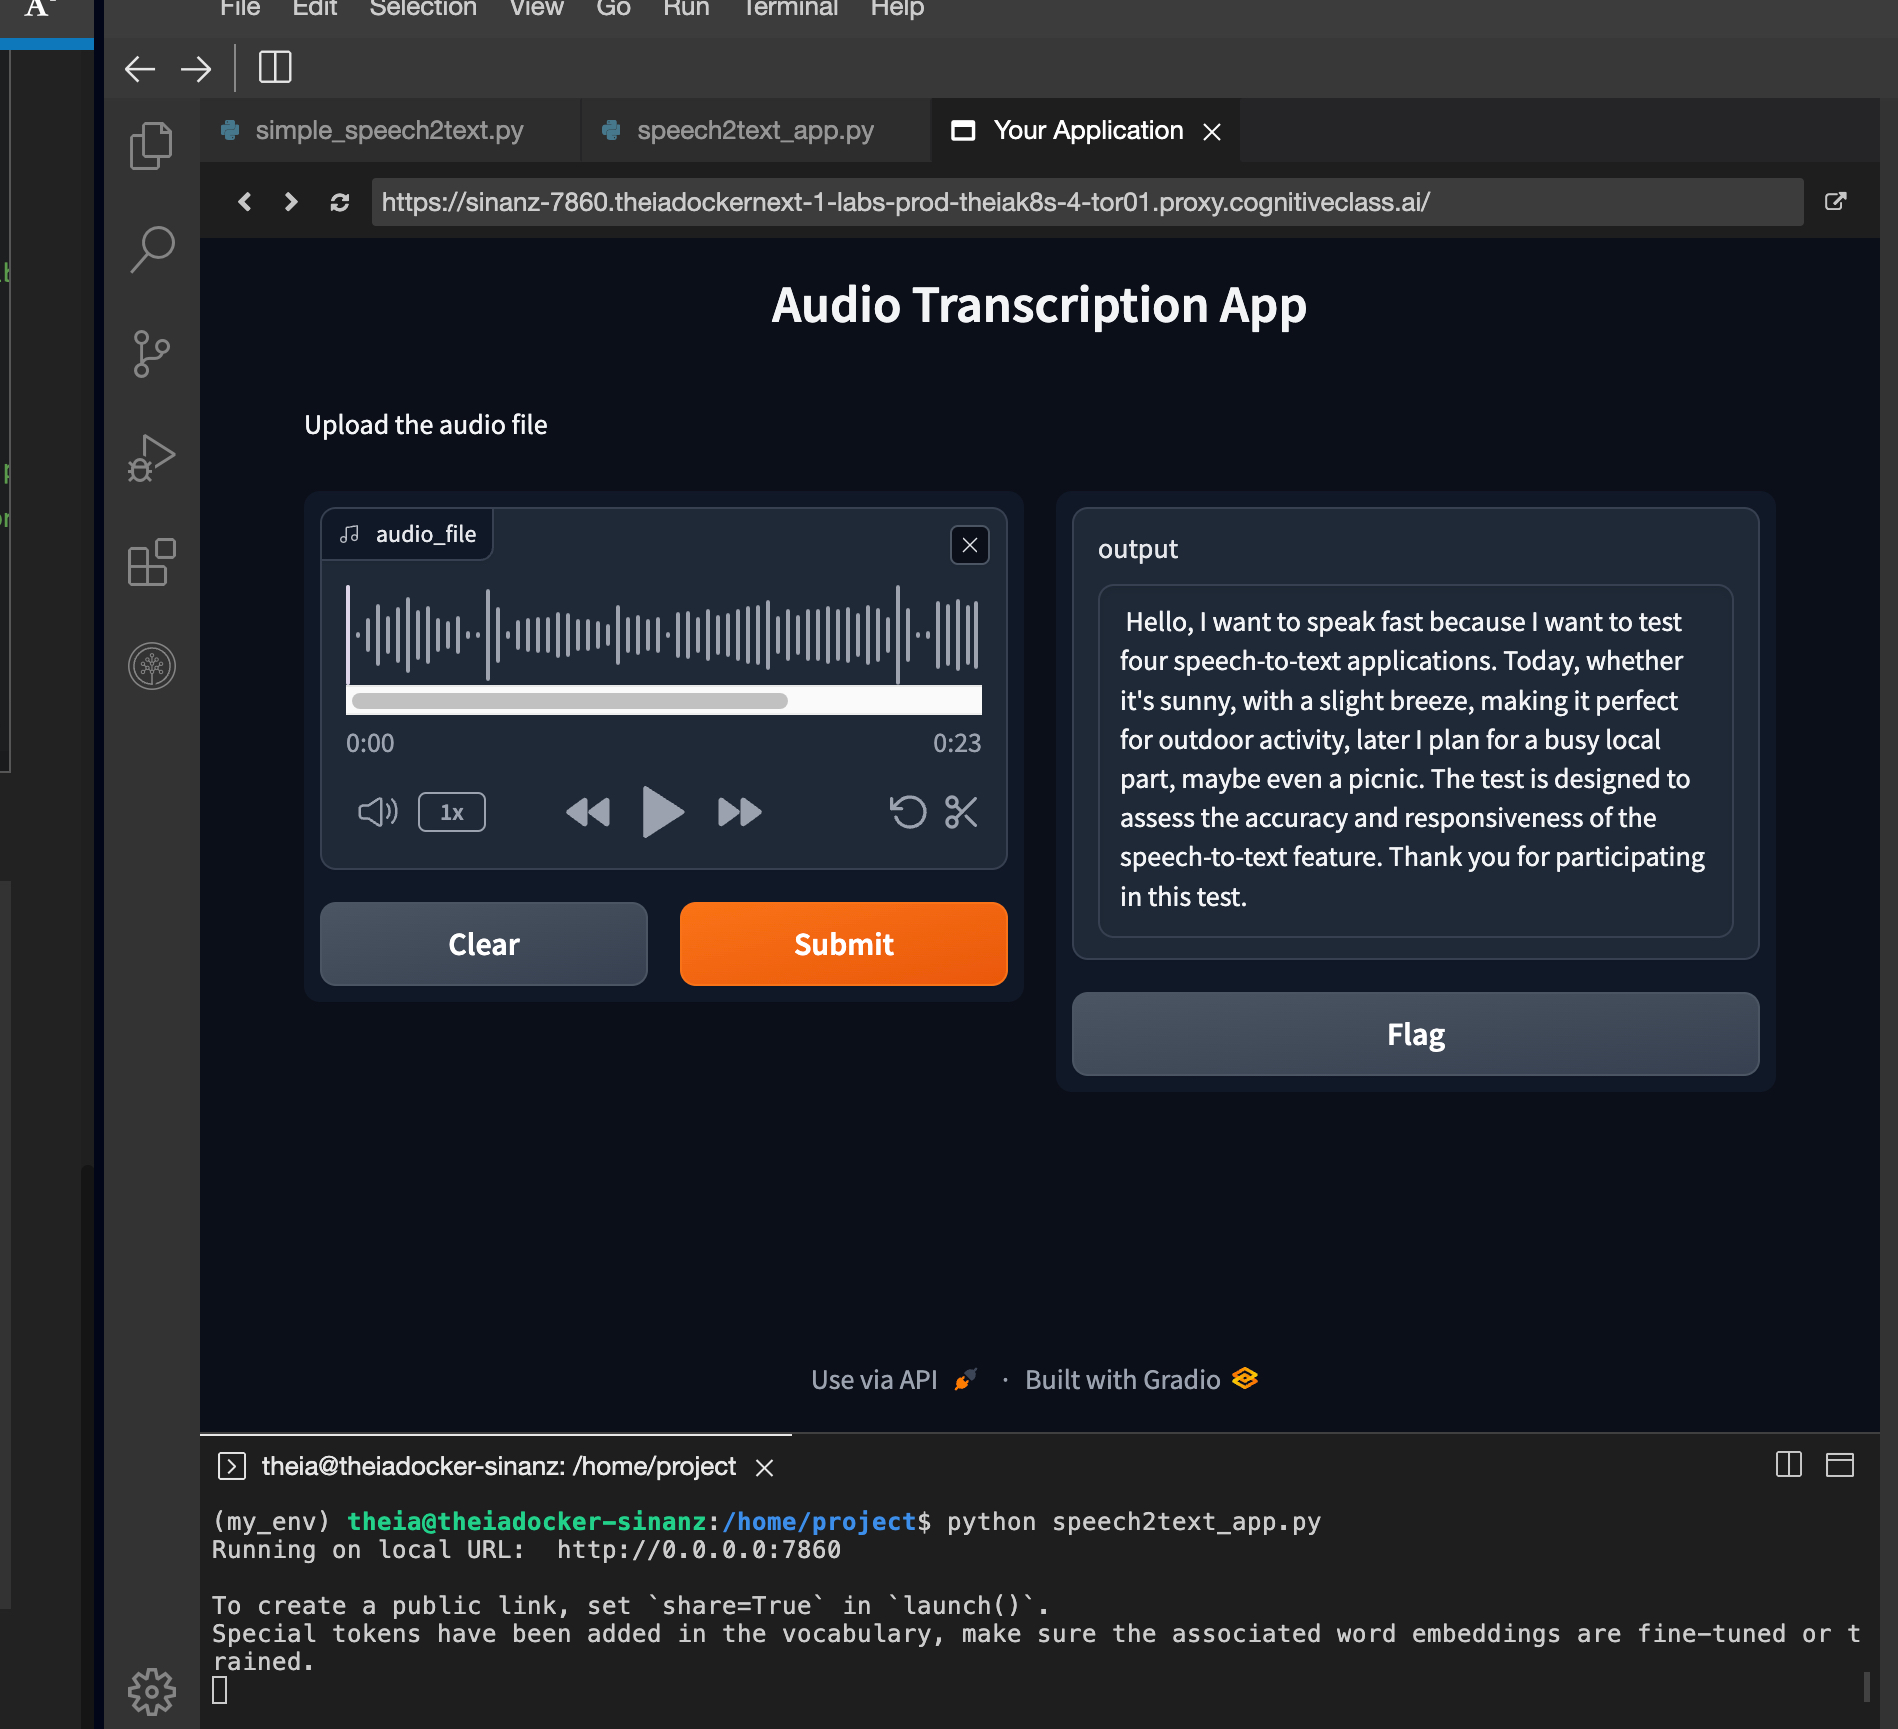 A
File Edit Selection View Go Run Terminal Help
simple_speech2text.py speech2text_app.py Your Application
https://sinanz-7860.theiadockernext-1-labs-prod-theiak8s-4-tor01.proxy.cognitiveclass.ai/
Audio Transcription App
Upload the audio file
audio_file
0:00 0:23
1x
Clear Submit
output
Hello, I want to speak fast because I want to test
four speech-to-text applications. Today, whether
it's sunny, with a slight breeze, making it perfect
for outdoor activity, later I plan for a busy local
part, maybe even a picnic. The test is designed to
assess the accuracy and responsiveness of the
speech-to-text feature. Thank you for participating
in this test.
Flag
Use via API · Built with Gradio
theia@theiadocker-sinanz: /home/project
(my_env) theia@theiadocker-sinanz:/home/project$ python speech2text_app.py
Running on local URL:  http://0.0.0.0:7860
To create a public link, set `share=True` in `launch()`.
Special tokens have been added in the vocabulary, make sure the associated word embeddings are fine-tuned or t
rained.